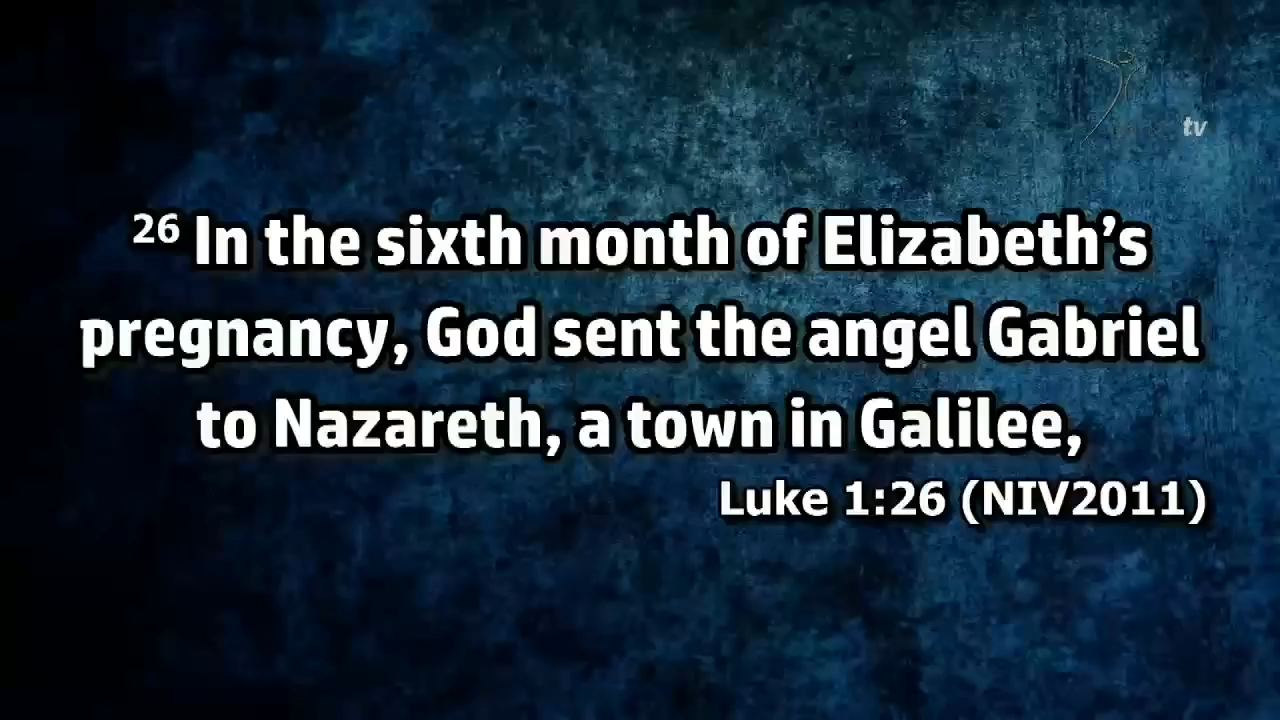 tv
26 In the sixth month of Elizabeth’s
pregnancy, God sent the angel Gabriel
to Nazareth, a town in Galilee,
Luke 1:26 (NIV2011)